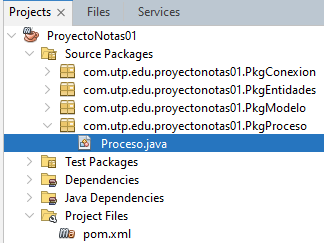 Projects
Files
Services
ProyectoNotas01
Source Packages
com.utp.edu.proyectonotas01.PkgConexion
com.utp.edu.proyectonotas01.PkgEntidades
com.utp.edu.proyectonotas01.PkgModelo
com.utp.edu.proyectonotas01.PkgProceso
Proceso.java
Test Packages
Dependencies
Java Dependencies
Project Files
pom.xml